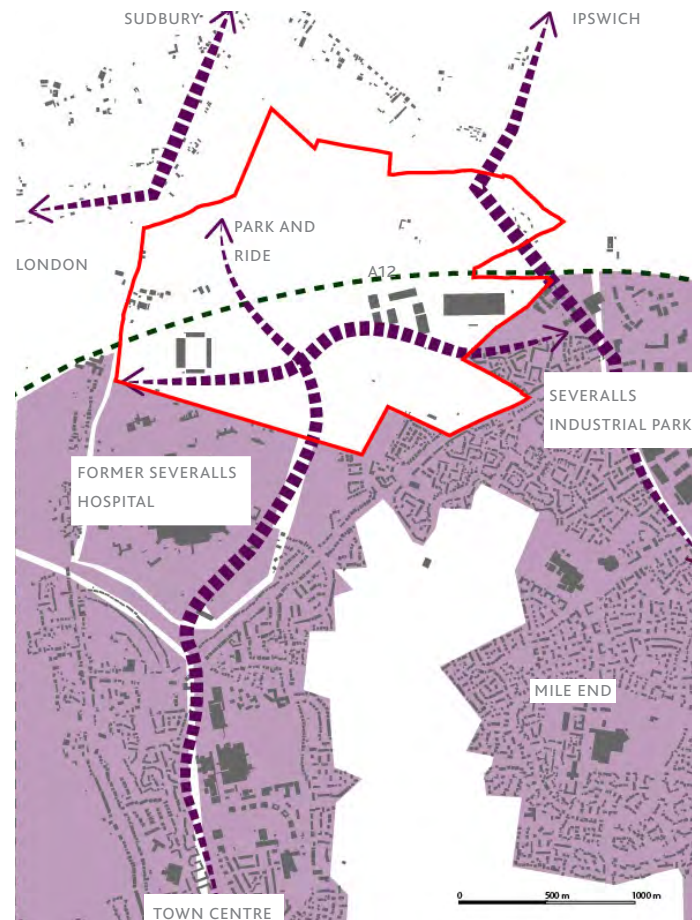 SUDBURY
IPSWICH
PARK AND
RIDE
LONDON
A12
SEVERALLS
INDUSTRIAL PARK
FORMER SEVERALLS
HOSPITAL
MILE END
0 500 m 1000 m
TOWN CENTRE